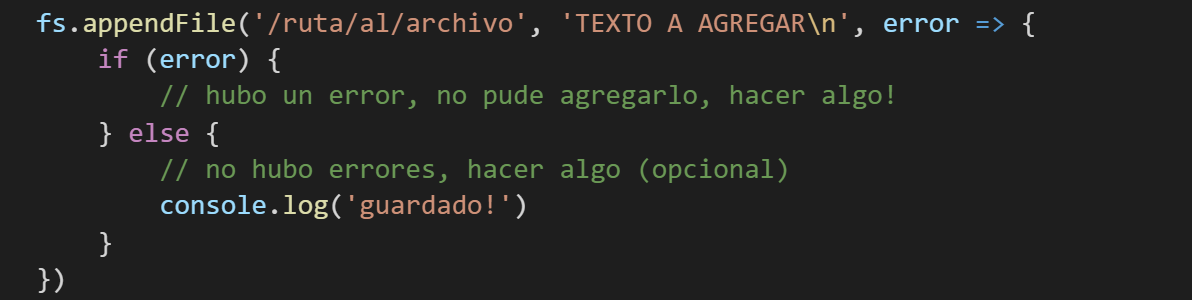 fs.appendFile('/ruta/al/archivo', 'TEXTO A AGREGAR\n', error => {
    if (error) {
        // hubo un error, no pude agregarlo, hacer algo!
    } else {
        // no hubo errores, hacer algo (opcional)
        console.log('guardado!')
    }
})